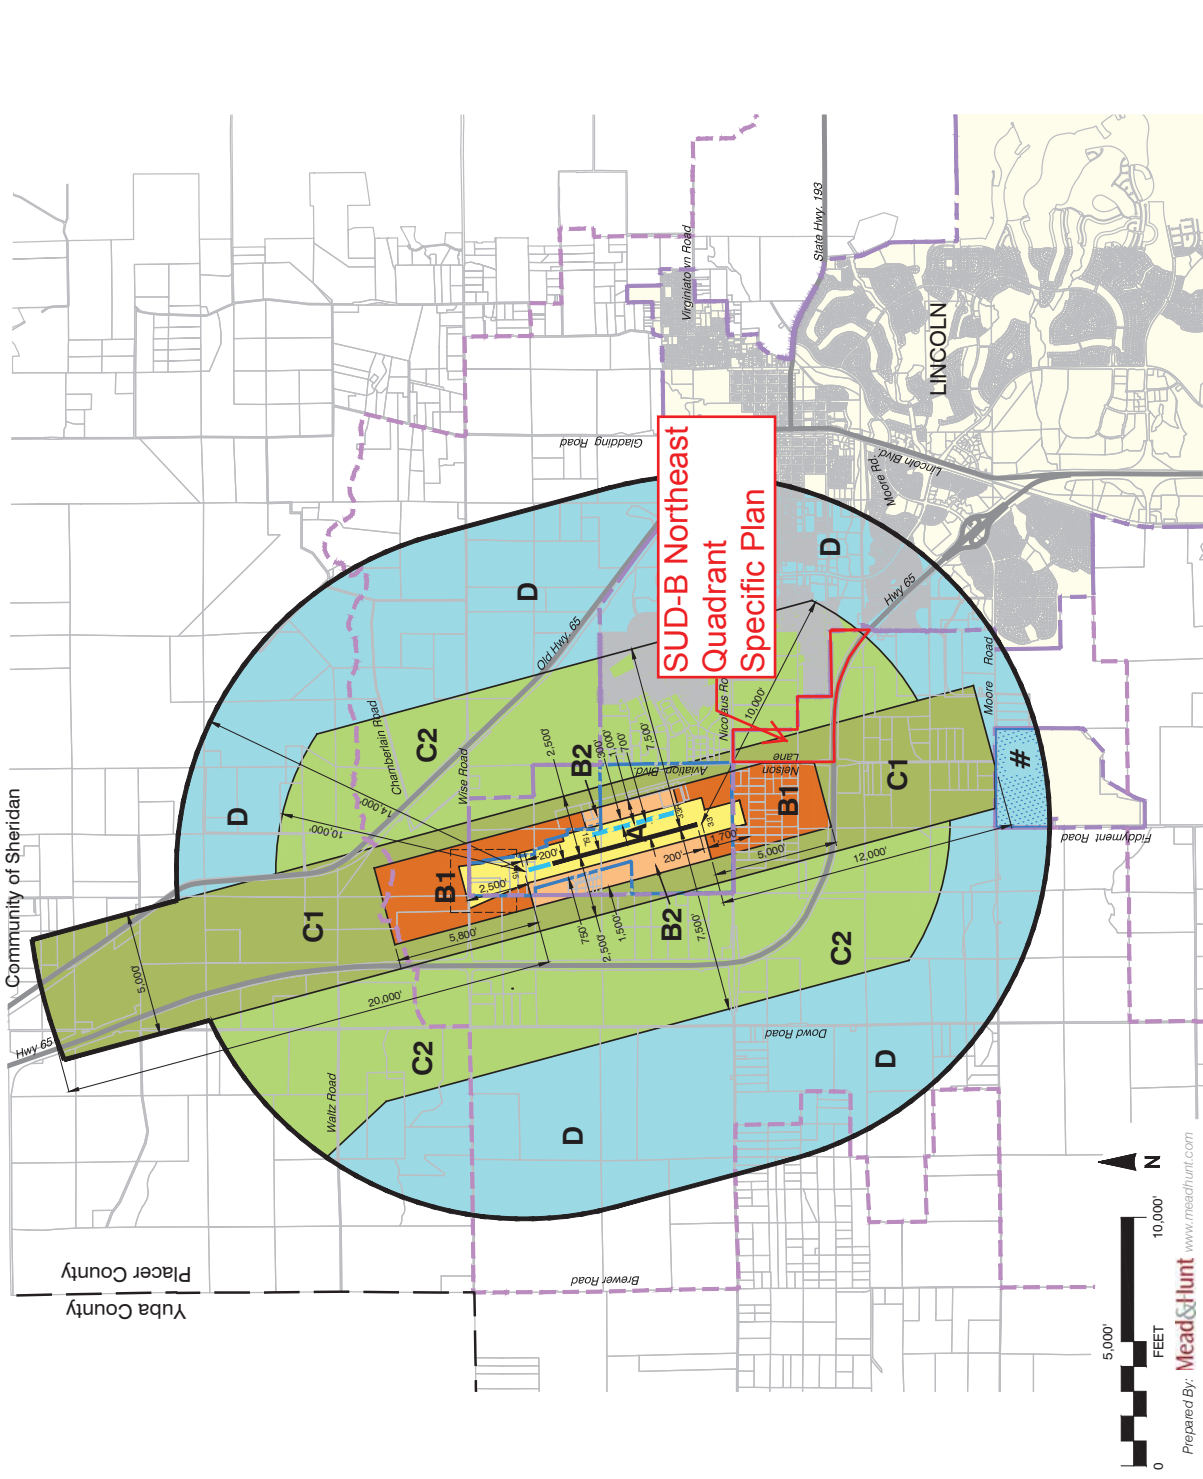 Community of Sheridan
Hwy 65
Placer County
Yuba County
Waltz Road
Chamberlain Road
Wise Road
Old Hwy. 65
Gladding Road
Virginiatown Road
State Hwy. 193
LINCOLN
Lincoln Blvd.
Moore Rd.
Hwy 65
Moore Road
Fiddyment Road
Dowd Road
Brewer Road
Aviation Blvd.
Nelson Lane
SUD-B Northeast
Quadrant
Specific Plan
D
D
D
D
D
C1
C1
C2
C2
C2
B1
B1
B2
B2
A
#
14,000'
10,000'
10,000'
5,000'
20,000'
5,800'
2,500'
200'
200'
2,500'
1,000'
700'
7,500'
750'
2,500'
1,500'
7,500'
1,700'
5,000'
12,000'
N
0
5,000'
10,000'
FEET
Prepared By: Mead&Hunt www.meadhunt.com